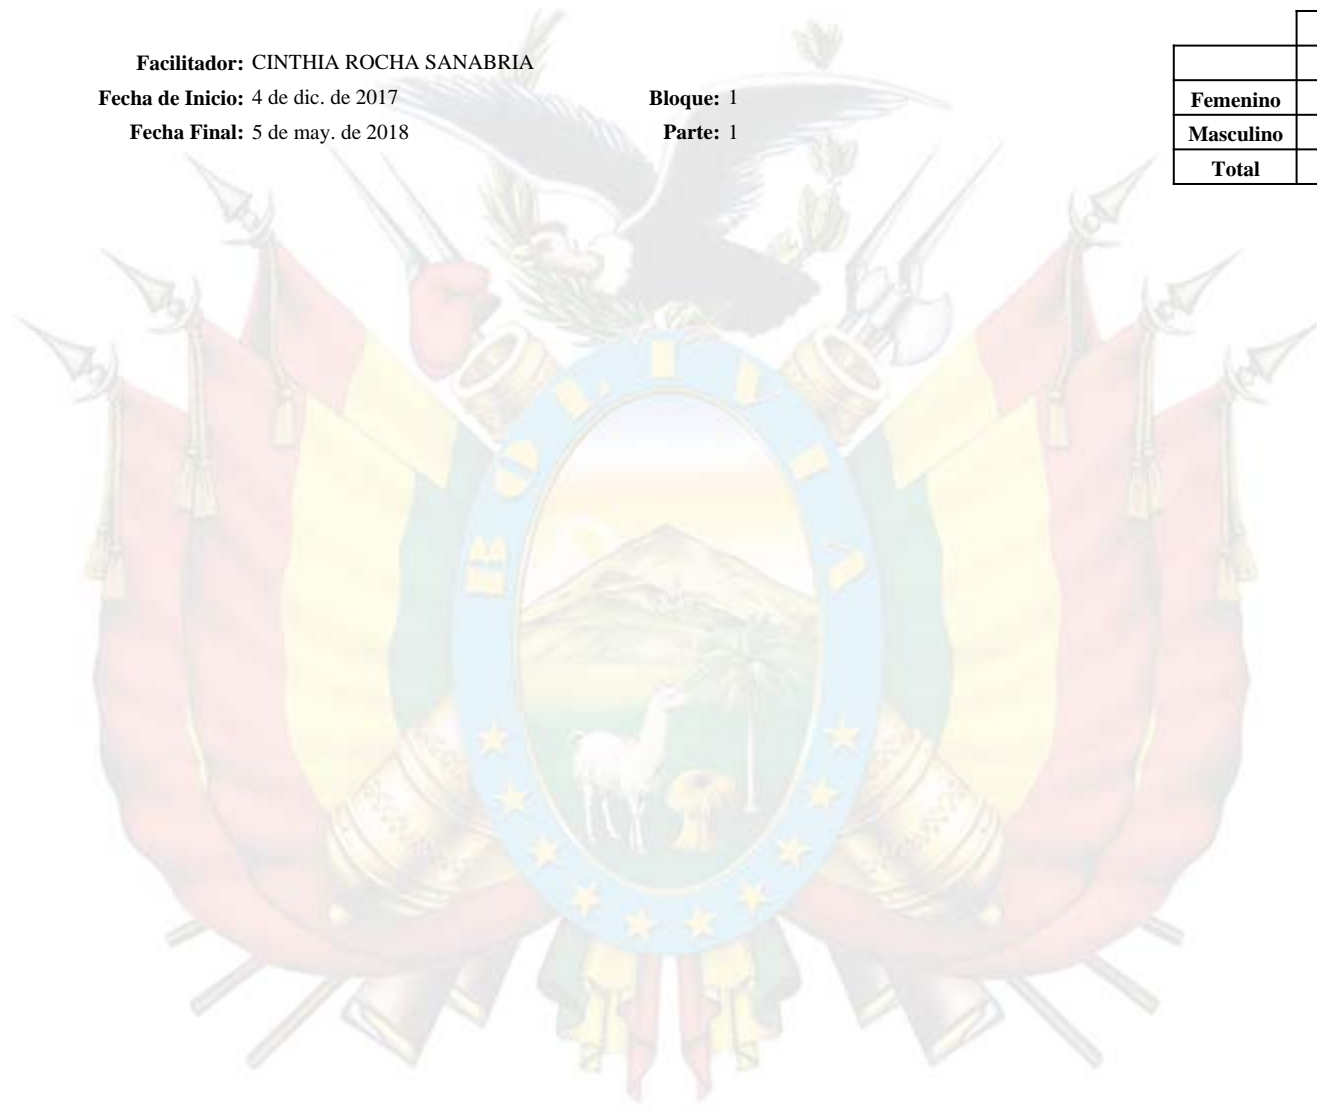 Facilitador: CINTHIA ROCHA SANABRIA
Fecha de Inicio: 4 de dic. de 2017 Bloque: 1
Fecha Final: 5 de may. de 2018 Parte: 1
Femenino
Masculino
Total
BOLIVIA